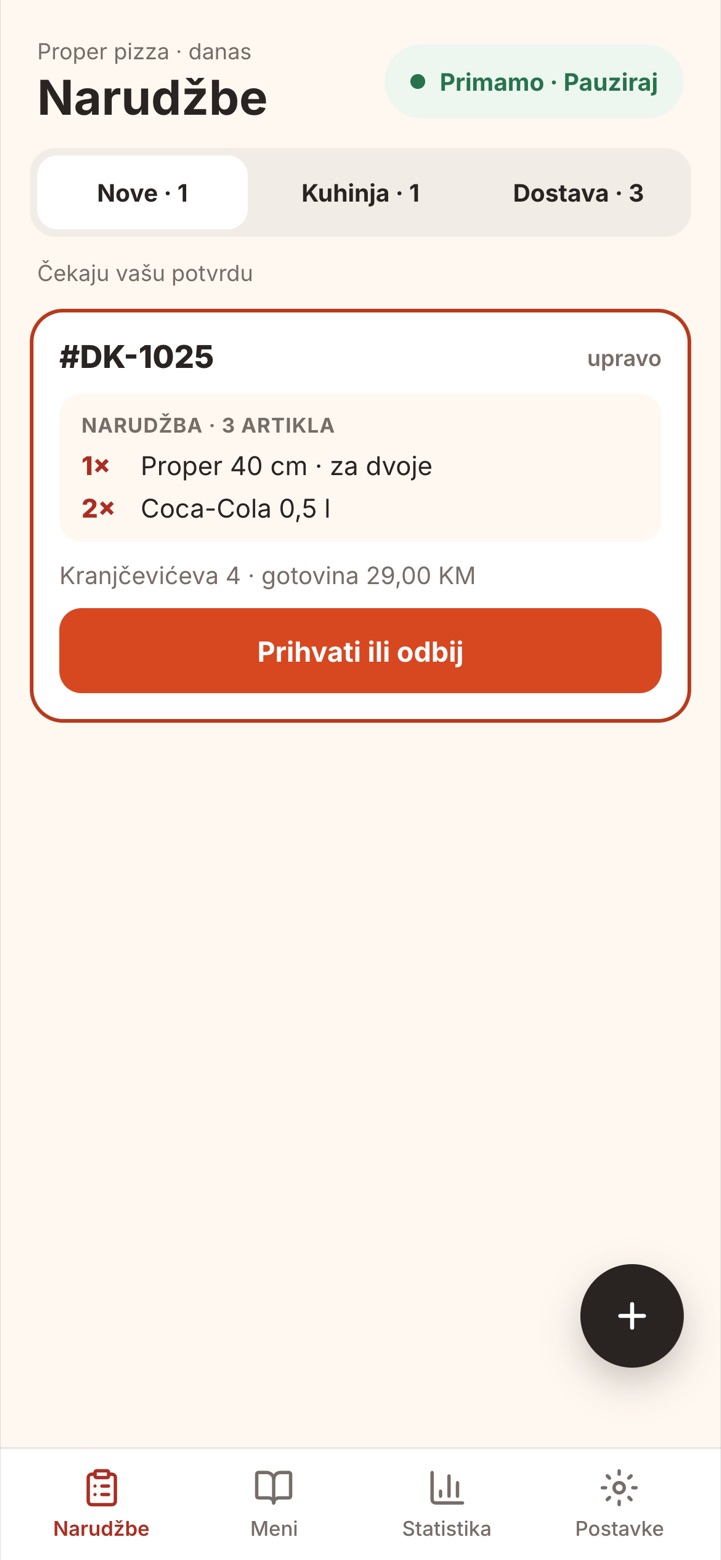 Proper pizza · danas
Narudžbe
Primamo · Pauziraj
Nove · 1
Kuhinja · 1
Dostava · 3
Čekaju vašu potvrdu
#DK-1025
upravo
NARUDŽBA · 3 ARTIKLA
1× Proper 40 cm · za dvoje
2× Coca-Cola 0,5 l
Kranjčevićeva 4 · gotovina 29,00 KM
Prihvati ili odbij
Narudžbe
Meni
Statistika
Postavke